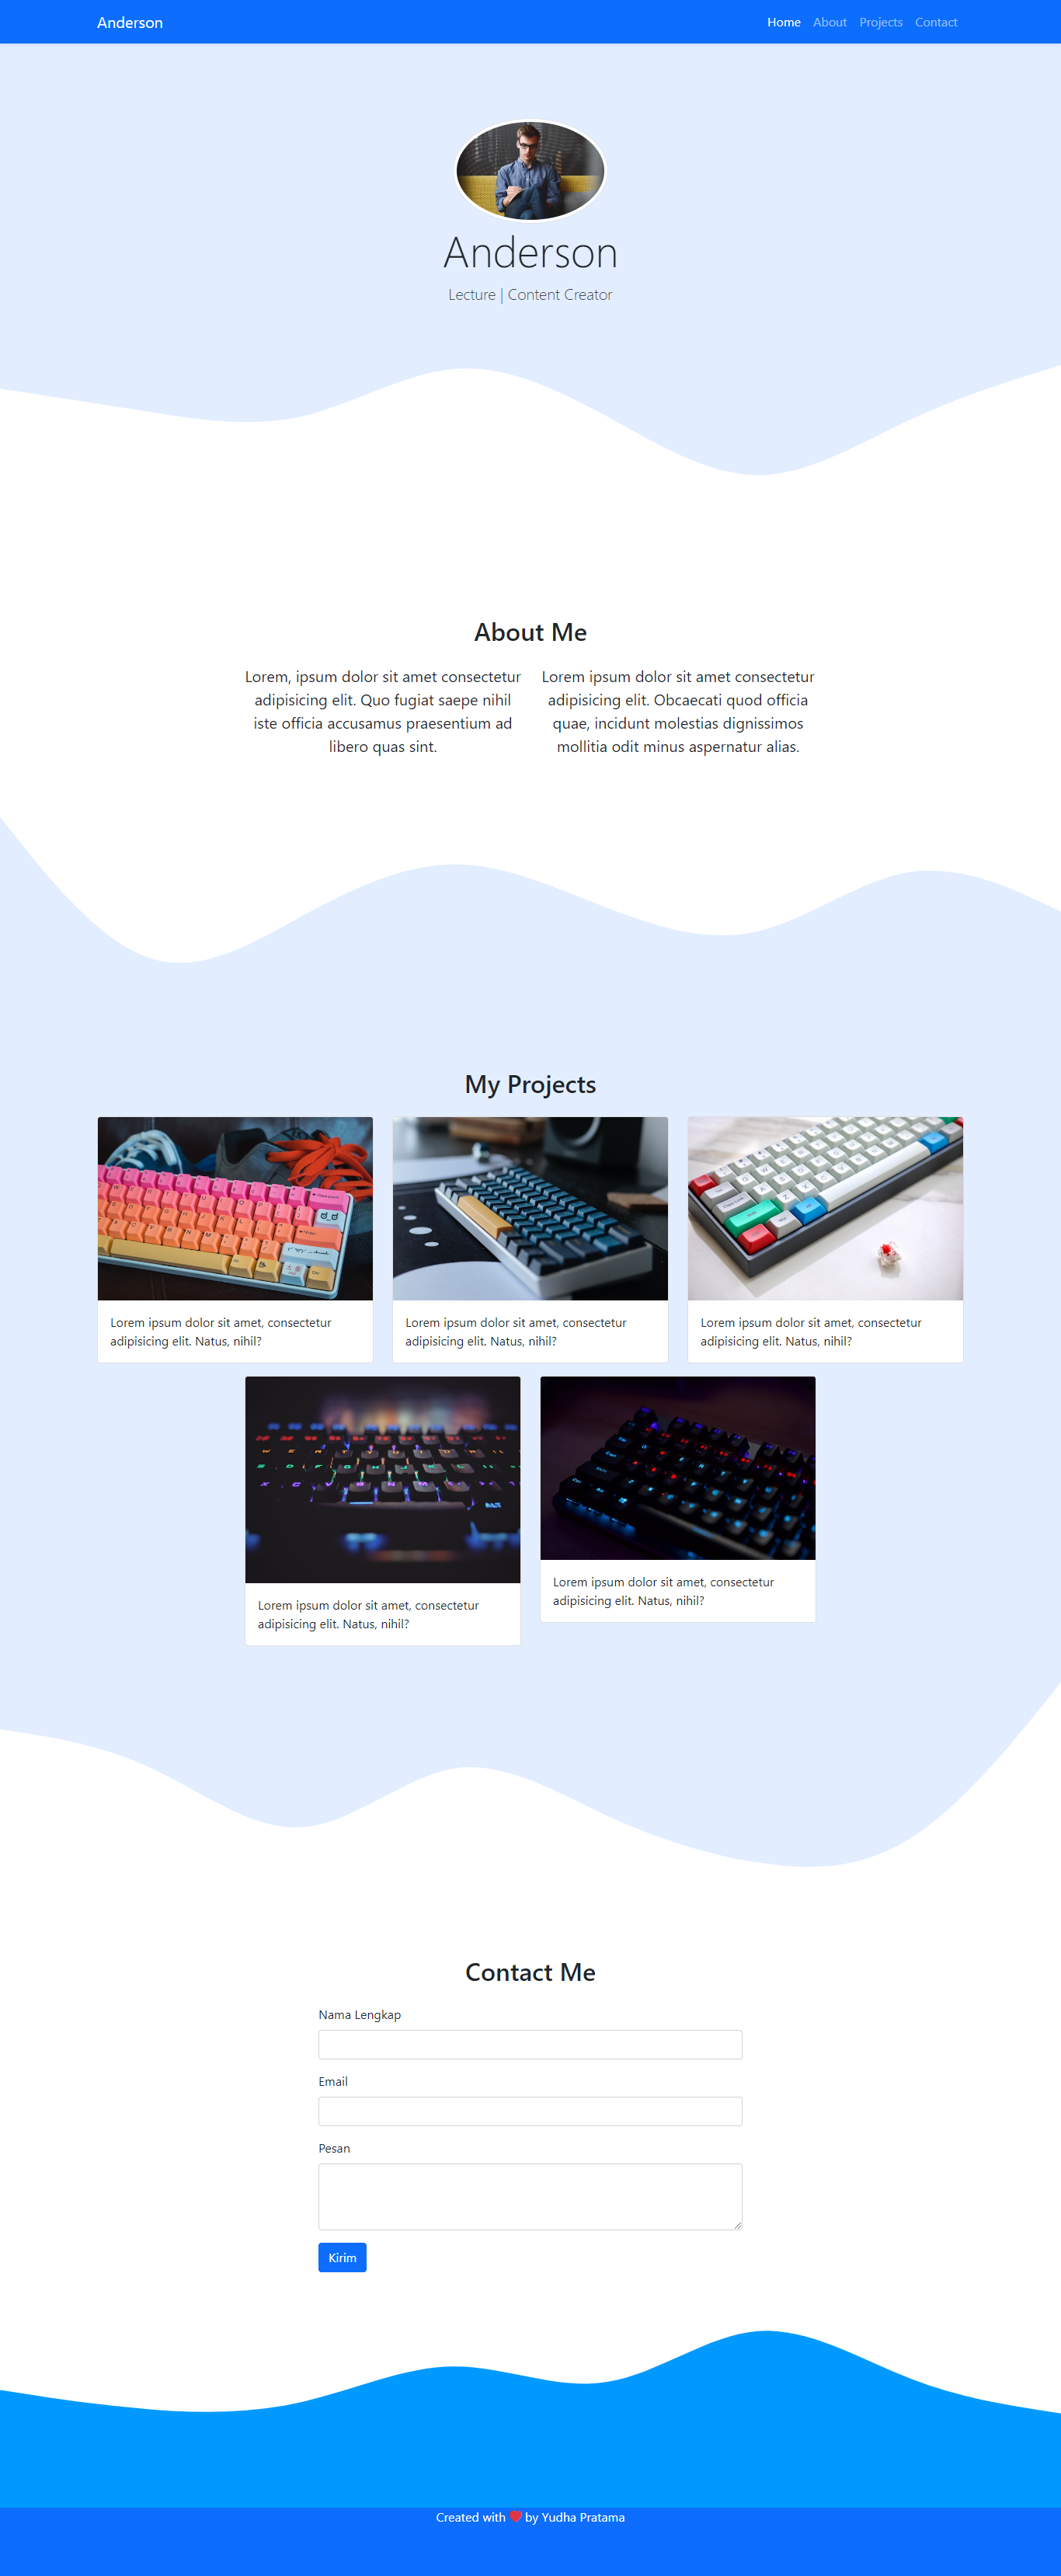 Anderson
Home About Projects Contact
Anderson
Lecture | Content Creator
About Me
Lorem, ipsum dolor sit amet consectetur
adipisicing elit. Quo fugiat saepe nihil
iste officia accusamus praesentium ad
libero quas sint.
Lorem ipsum dolor sit amet consectetur
adipisicing elit. Obcaecati quod officia
quae, incidunt molestias dignissimos
mollitia odit minus aspernatur alias.
My Projects
Lorem ipsum dolor sit amet, consectetur
adipisicing elit. Natus, nihil?
Lorem ipsum dolor sit amet, consectetur
adipisicing elit. Natus, nihil?
Lorem ipsum dolor sit amet, consectetur
adipisicing elit. Natus, nihil?
Lorem ipsum dolor sit amet, consectetur
adipisicing elit. Natus, nihil?
Lorem ipsum dolor sit amet, consectetur
adipisicing elit. Natus, nihil?
Contact Me
Nama Lengkap
Email
Pesan
Kirim
Created with ❤ by Yudha Pratama